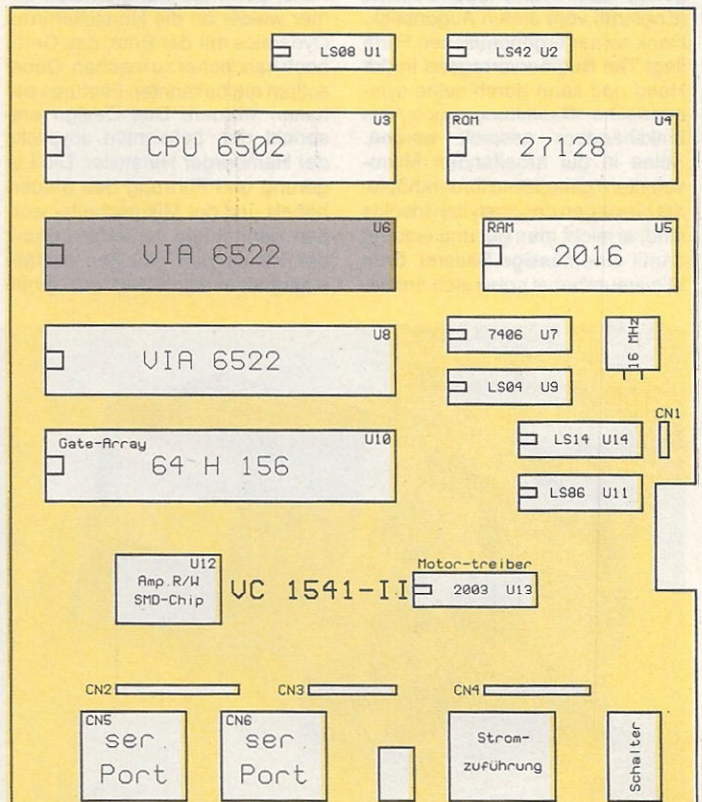 LS08 U1
LS42 U2
U3
CPU 6502
ROM
U4
27128
U6
VIA 6522
RAM
U5
2016
U8
VIA 6522
7406 U7
16 MHz
LS04 U9
CN1
Gate-Array
U10
64 H 156
LS14 U14
LS86 U11
U12
Amp.R/W
SMD-Chip
VC 1541-II
Motor-treiber
2003 U13
CN2
CN3
CN4
CN5
ser
Port
CN6
ser
Port
Strom-
zuführung
Schalter